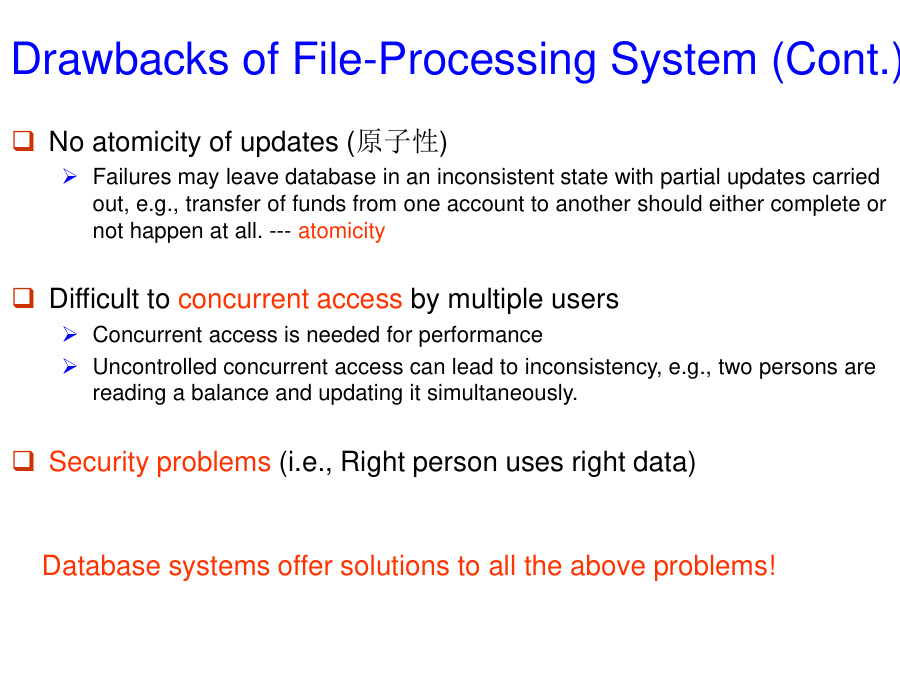 Drawbacks of File-Processing System (Cont.)
No atomicity of updates (原子性)
Failures may leave database in an inconsistent state with partial updates carried
out, e.g., transfer of funds from one account to another should either complete or
not happen at all. --- atomicity
Difficult to concurrent access by multiple users
Concurrent access is needed for performance
Uncontrolled concurrent access can lead to inconsistency, e.g., two persons are
reading a balance and updating it simultaneously.
Security problems (i.e., Right person uses right data)
Database systems offer solutions to all the above problems!